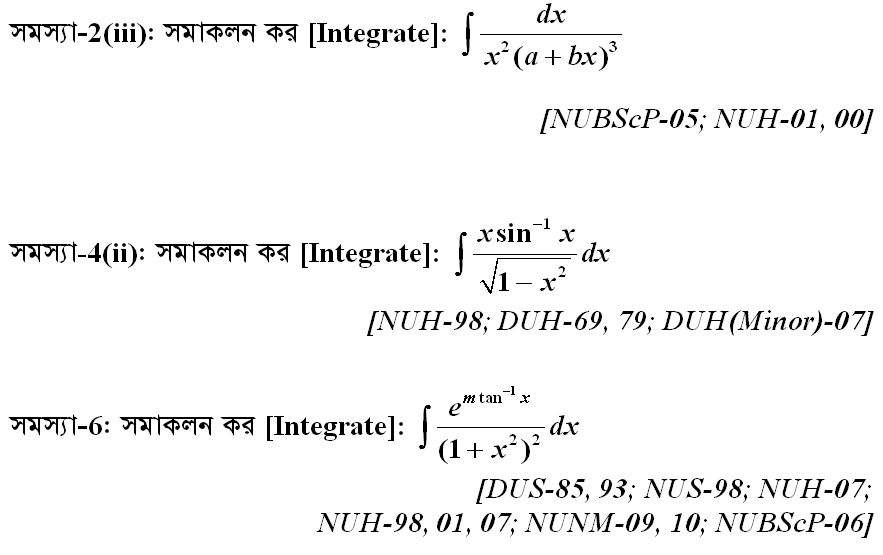 সমস্যা-2(iii): সমাকলন কর [Integrate]: ∫ dx / x²(a + bx)³
[NUBScP-05; NUH-01, 00]
সমস্যা-4(ii): সমাকলন কর [Integrate]: ∫ x sin⁻¹ x / √(1 − x²) dx
[NUH-98; DUH-69, 79; DUH(Minor)-07]
সমস্যা-6: সমাকলন কর [Integrate]: ∫ e^(m tan⁻¹ x) / (1 + x²)² dx
[DUS-85, 93; NUS-98; NUH-07;
NUH-98, 01, 07; NUNM-09, 10; NUBScP-06]